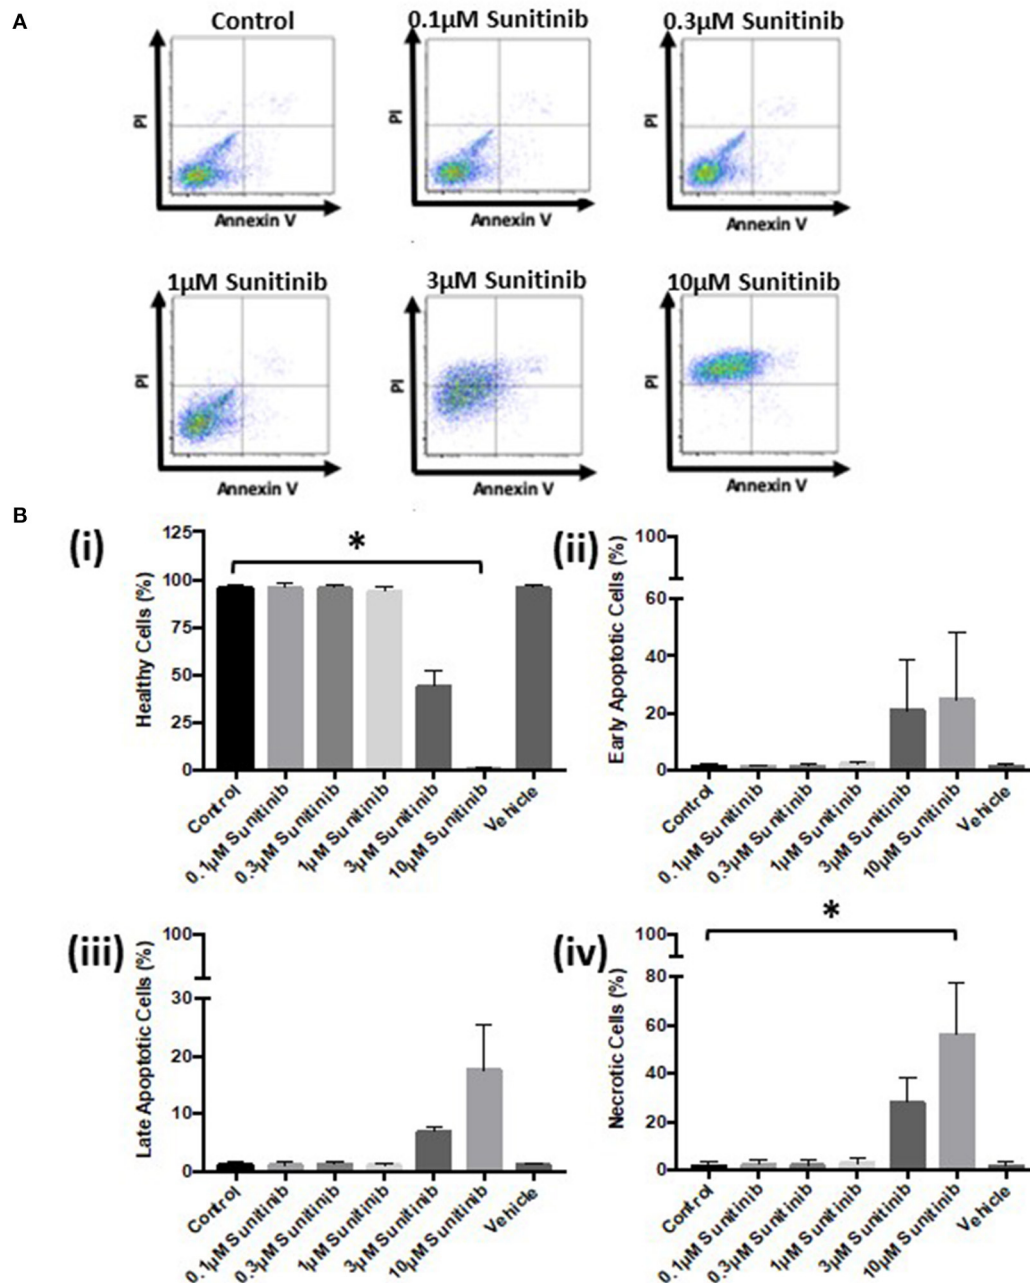 A
Control
0.1µM Sunitinib
0.3µM Sunitinib
PI
PI
PI
Annexin V
Annexin V
Annexin V
1µM Sunitinib
3µM Sunitinib
10µM Sunitinib
PI
PI
PI
Annexin V
Annexin V
Annexin V
B
(i)
*
Healthy Cells (%)
125
100
75
50
25
0
Control
0.1µM Sunitinib
0.3µM Sunitinib
1µM Sunitinib
3µM Sunitinib
10µM Sunitinib
Vehicle
(ii)
Early Apoptotic Cells (%)
100
60
40
20
0
Control
0.1µM Sunitinib
0.3µM Sunitinib
1µM Sunitinib
3µM Sunitinib
10µM Sunitinib
Vehicle
(iii)
Late Apoptotic Cells (%)
100
30
20
10
0
Control
0.1µM Sunitinib
0.3µM Sunitinib
1µM Sunitinib
3µM Sunitinib
10µM Sunitinib
Vehicle
(iv)
*
Necrotic Cells (%)
100
80
60
40
20
0
Control
0.1µM Sunitinib
0.3µM Sunitinib
1µM Sunitinib
3µM Sunitinib
10µM Sunitinib
Vehicle